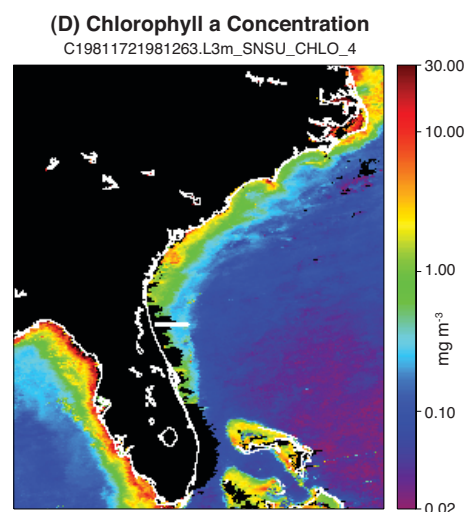 (D) Chlorophyll a Concentration
C19811721981263.L3m_SNSU_CHLO_4
30.00
10.00
1.00
mg m-3
0.10
0.02